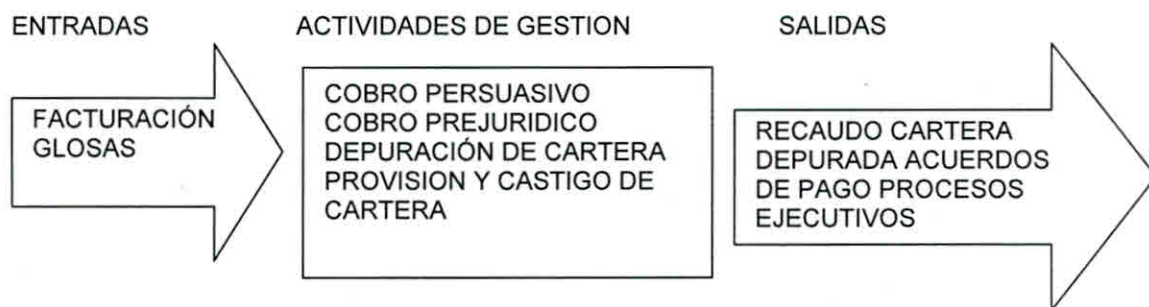 ENTRADAS
ACTIVIDADES DE GESTION
SALIDAS
FACTURACIÓN
GLOSAS
COBRO PERSUASIVO
COBRO PREJURIDICO
DEPURACIÓN DE CARTERA
PROVISION Y CASTIGO DE
CARTERA
RECAUDO CARTERA
DEPURADA ACUERDOS
DE PAGO PROCESOS
EJECUTIVOS